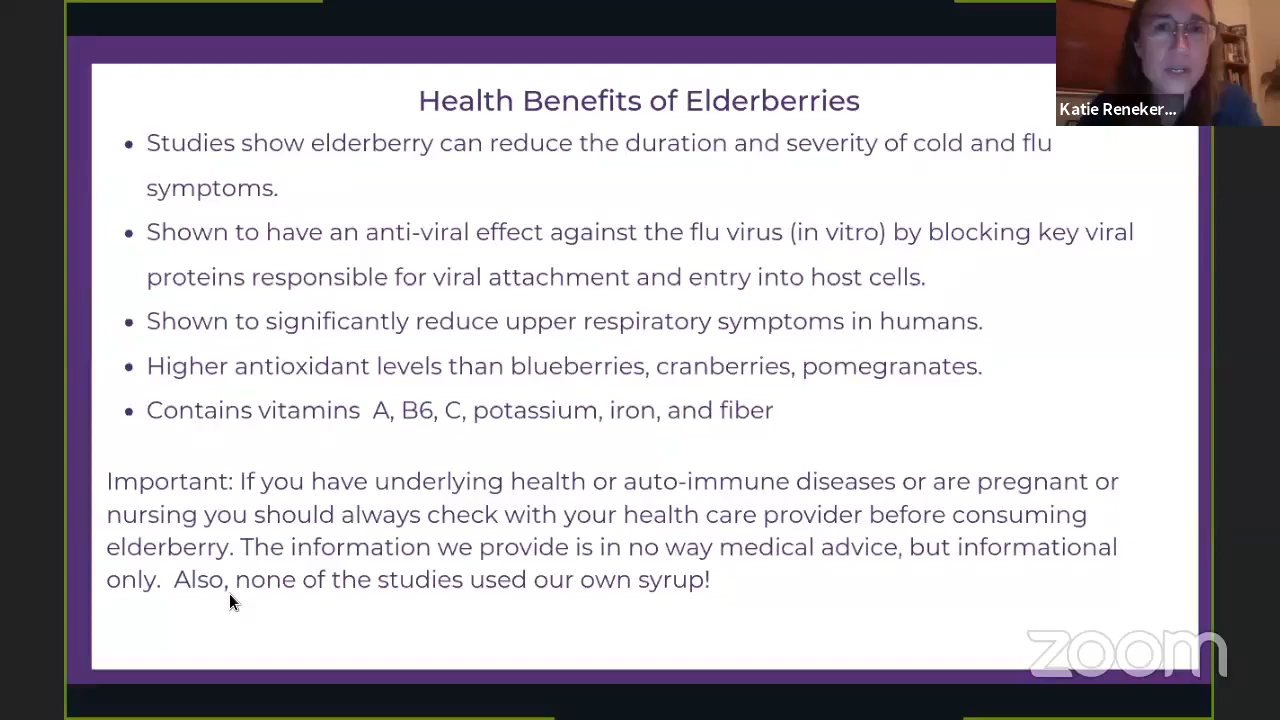 Health Benefits of Elderberries
Katie Reneker...
• Studies show elderberry can reduce the duration and severity of cold and flu
symptoms.
• Shown to have an anti-viral effect against the flu virus (in vitro) by blocking key viral
proteins responsible for viral attachment and entry into host cells.
• Shown to significantly reduce upper respiratory symptoms in humans.
• Higher antioxidant levels than blueberries, cranberries, pomegranates.
• Contains vitamins  A, B6, C, potassium, iron, and fiber
Important: If you have underlying health or auto-immune diseases or are pregnant or
nursing you should always check with your health care provider before consuming
elderberry. The information we provide is in no way medical advice, but informational
only.  Also, none of the studies used our own syrup!
zoom